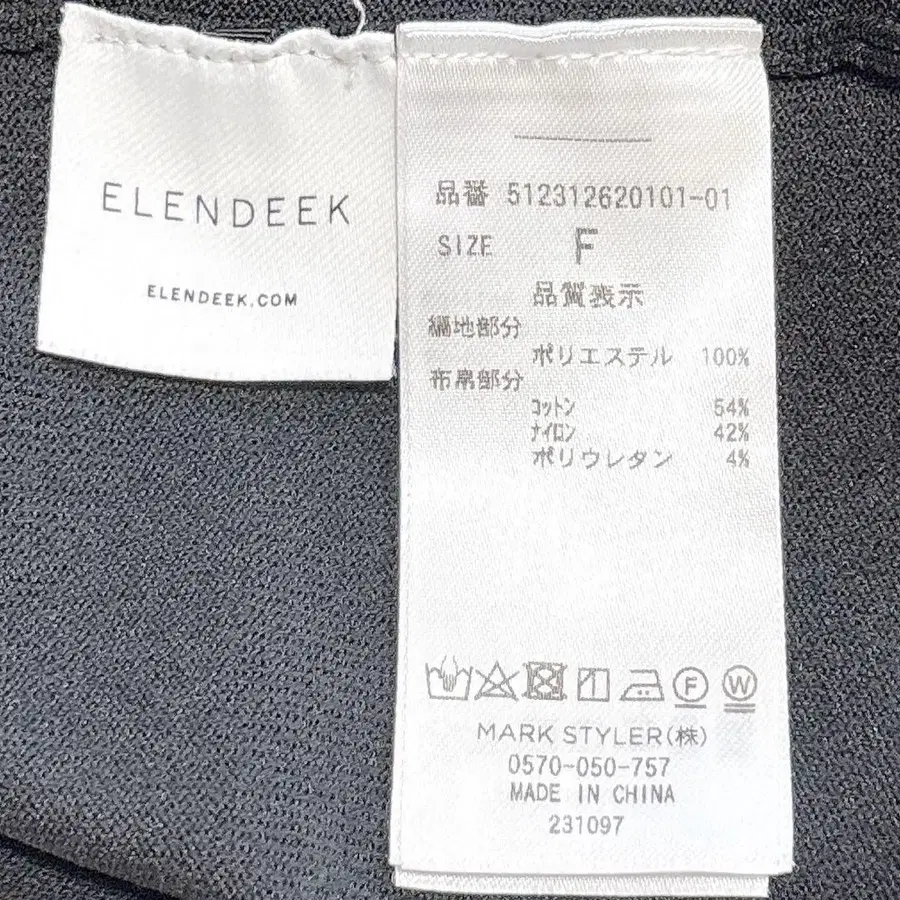 ELENDEEK
ELENDEEK.COM
品番 512312620101-01
SIZE F
品質表示
編地部分
ポリエステル 100%
布帛部分
コットン 54%
ナイロン 42%
ポリウレタン 4%
F W
MARK STYLER(株)
0570-050-757
MADE IN CHINA
231097